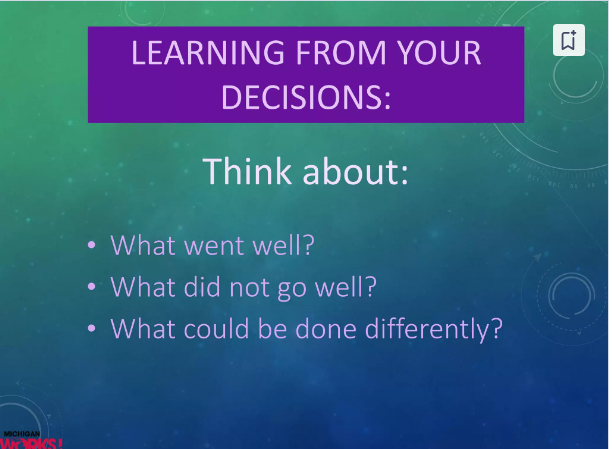 LEARNING FROM YOUR
DECISIONS:
Think about:
• What went well?
• What did not go well?
• What could be done differently?
MICHIGAN
WORKS!